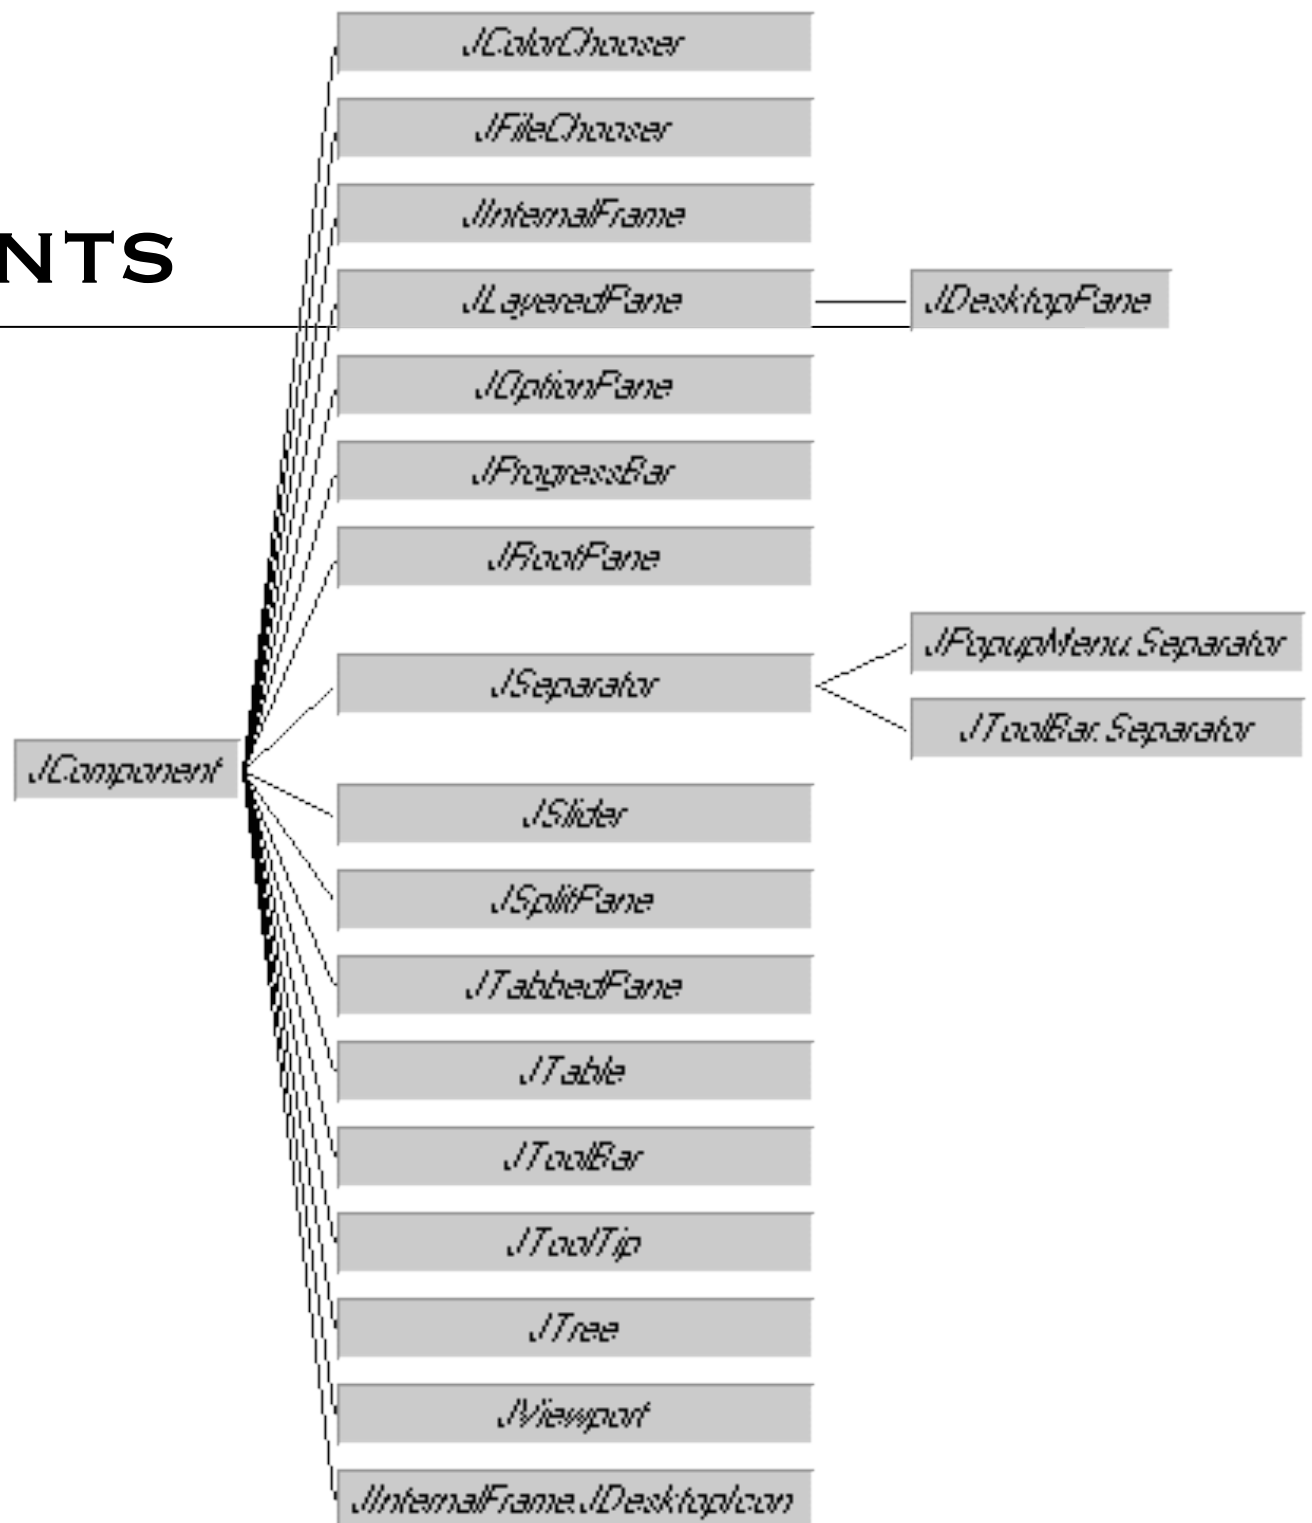 JColorChooser
JFileChooser
JInternalFrame
NTS
JLayeredPane
JDesktopPane
JOptionPane
JProgressBar
JRootPane
JPopupMenu.Separator
JSeparator
JToolBar.Separator
JComponent
JSlider
JSplitPane
JTabbedPane
JTable
JToolBar
JToolTip
JTree
JViewport
JInternalFrame.JDesktopIcon